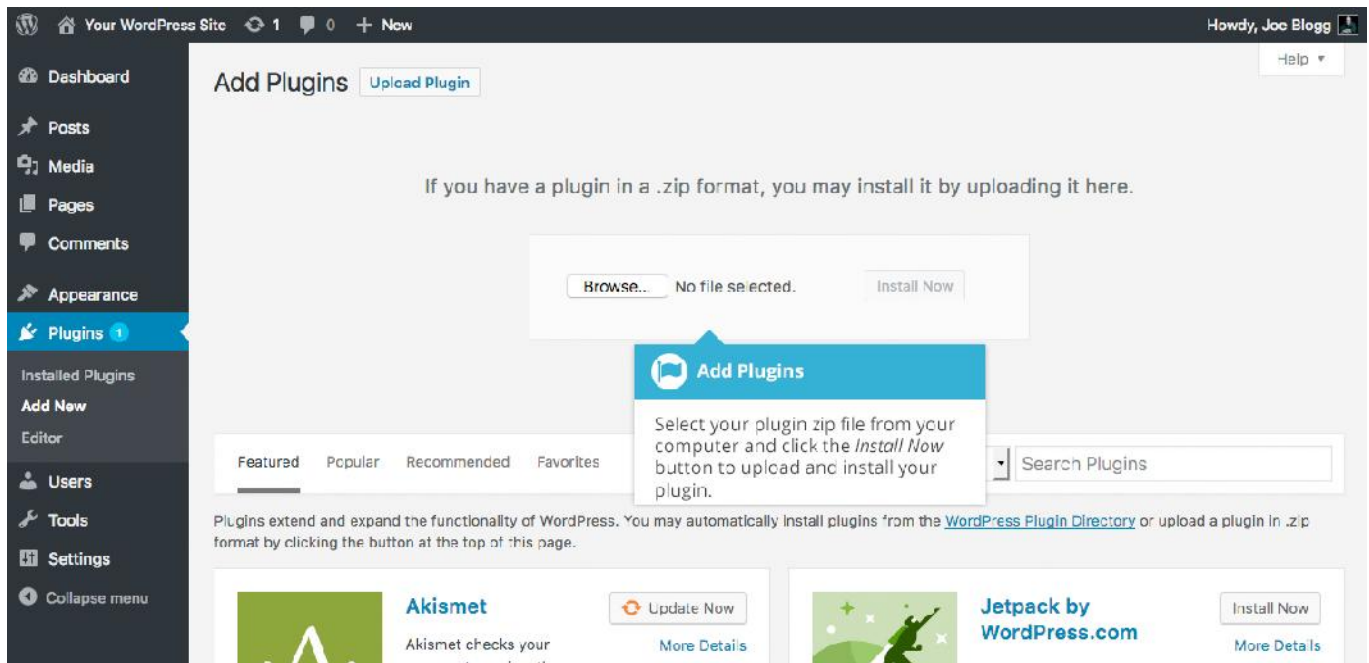 Your WordPress Site 1 0 + New
Howdy, Joe Blogg
Help
Dashboard
Posts
Media
Pages
Comments
Appearance
Plugins 1
Installed Plugins
Add New
Editor
Users
Tools
Settings
Collapse menu
Add Plugins Upload Plugin
If you have a plugin in a .zip format, you may install it by uploading it here.
Browse... No file selected. Install Now
Add Plugins
Select your plugin zip file from your
computer and click the Install Now
button to upload and install your
plugin.
Featured Popular Recommended Favorites
Search Plugins
Plugins extend and expand the functionality of WordPress. You may automatically install plugins from the WordPress Plugin Directory or upload a plugin in .zip
format by clicking the button at the top of this page.
Akismet
Update Now
Akismet checks your
More Details
Jetpack by
WordPress.com
Install Now
More Details